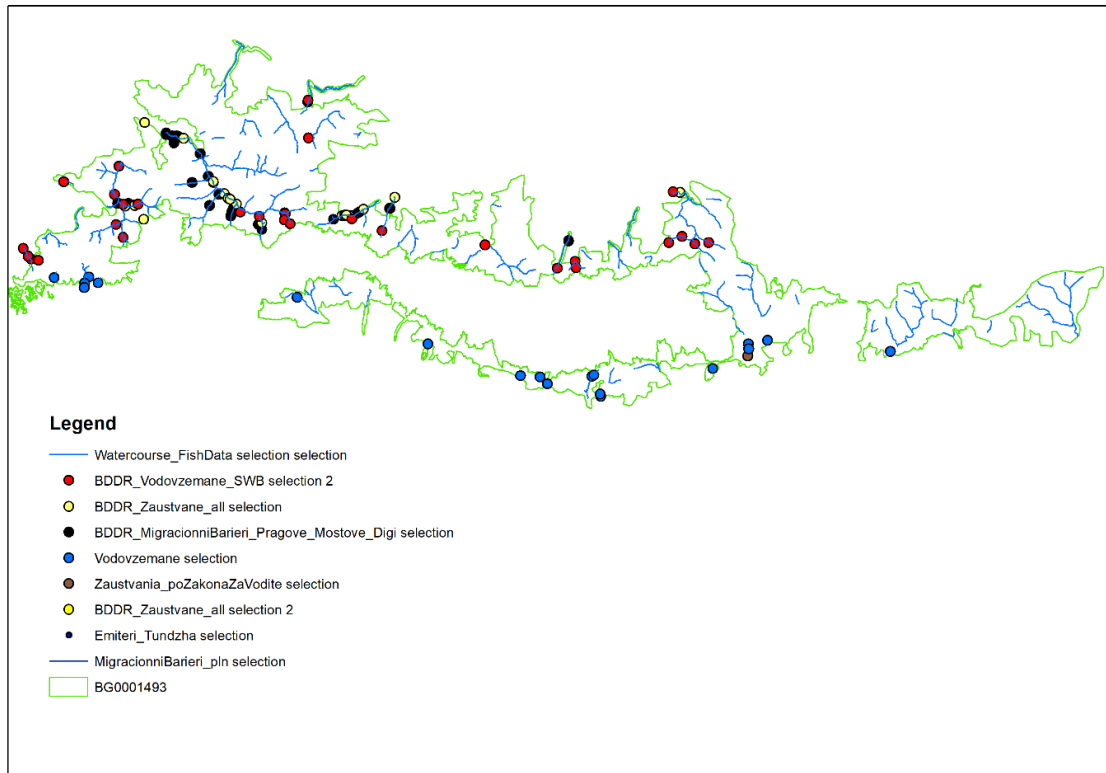 Legend
Watercourse_FishData selection selection
BDDR_Vodovzemane_SWB selection 2
BDDR_Zaustvane_all selection
BDDR_MigracionniBarieri_Pragove_Mostove_Digi selection
Vodovzemane selection
Zaustvania_poZakonaZaVodite selection
BDDR_Zaustvane_all selection 2
Emiteri_Tundzha selection
MigracionniBarieri_pln selection
BG0001493